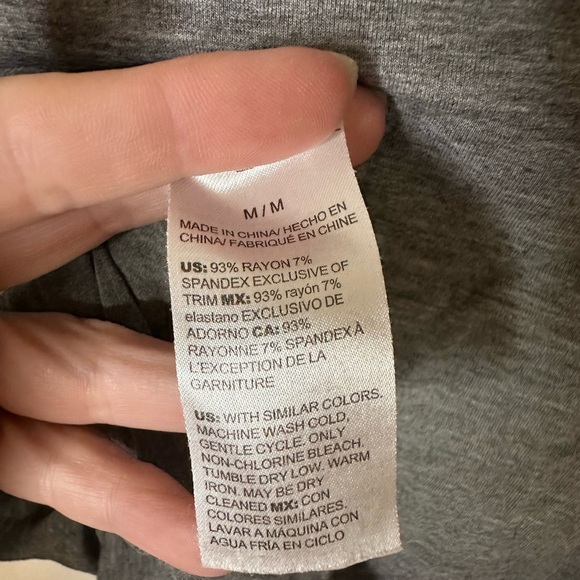 M / M
MADE IN CHINA/ HECHO EN
CHINA/ FABRIQUÉ EN CHINE
US: 93% RAYON 7%
SPANDEX EXCLUSIVE OF
TRIM MX: 93% rayón 7%
elastano EXCLUSIVO DE
ADORNO CA: 93%
RAYONNE 7% SPANDEX À
L'EXCEPTION DE LA
GARNITURE
US: WITH SIMILAR COLORS.
MACHINE WASH COLD,
GENTLE CYCLE. ONLY
NON-CHLORINE BLEACH.
TUMBLE DRY LOW. WARM
IRON. MAY BE DRY
CLEANED MX: CON
COLORES SIMILARES.
LAVAR A MÁQUINA CON
AGUA FRÍA EN CICLO